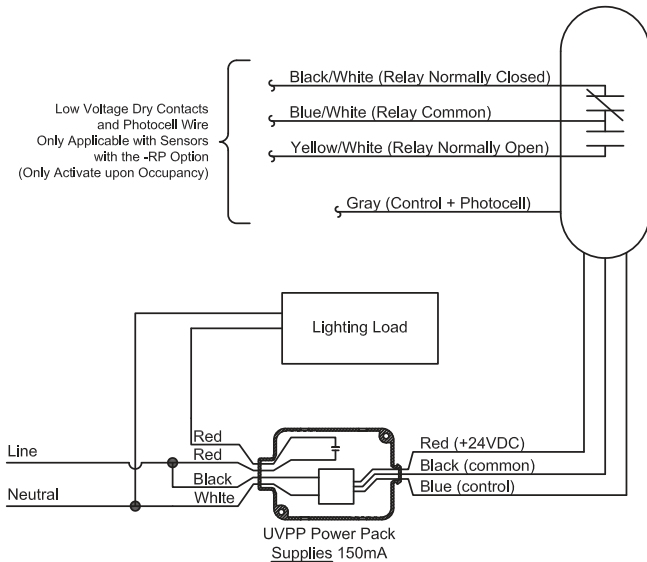 Black/White (Relay Normally Closed)
Low Voltage Dry Contacts
and Photocell Wire
Only Applicable with Sensors
with the -RP Option
(Only Activate upon Occupancy)
Blue/White (Relay Common)
Yellow/White (Relay Normally Open)
Gray (Control + Photocell)
Lighting Load
Line
Neutral
Red
Red
Black
White
Red (+24VDC)
Black (common)
Blue (control)
UVPP Power Pack
Supplies 150mA